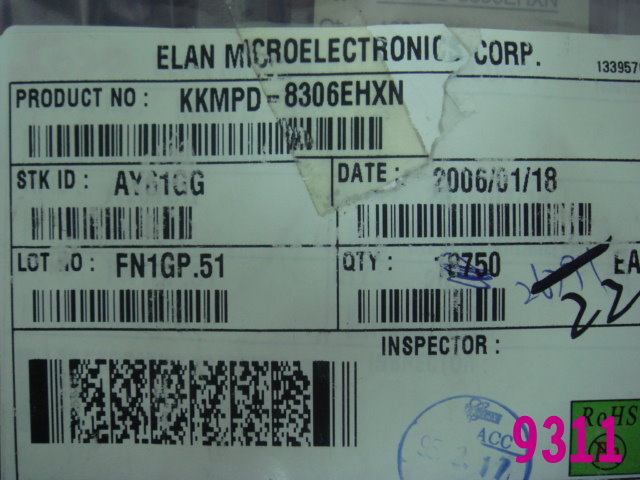 ELAN MICROELECTRONIC CORP.
133957
PRODUCT NO : KKMPD-8306EHXN
STK ID :
DATE : 2006/01/18
LOT NO : FN1GP.51
QTY : EA
22
INSPECTOR :
ACC
RoHS
9311